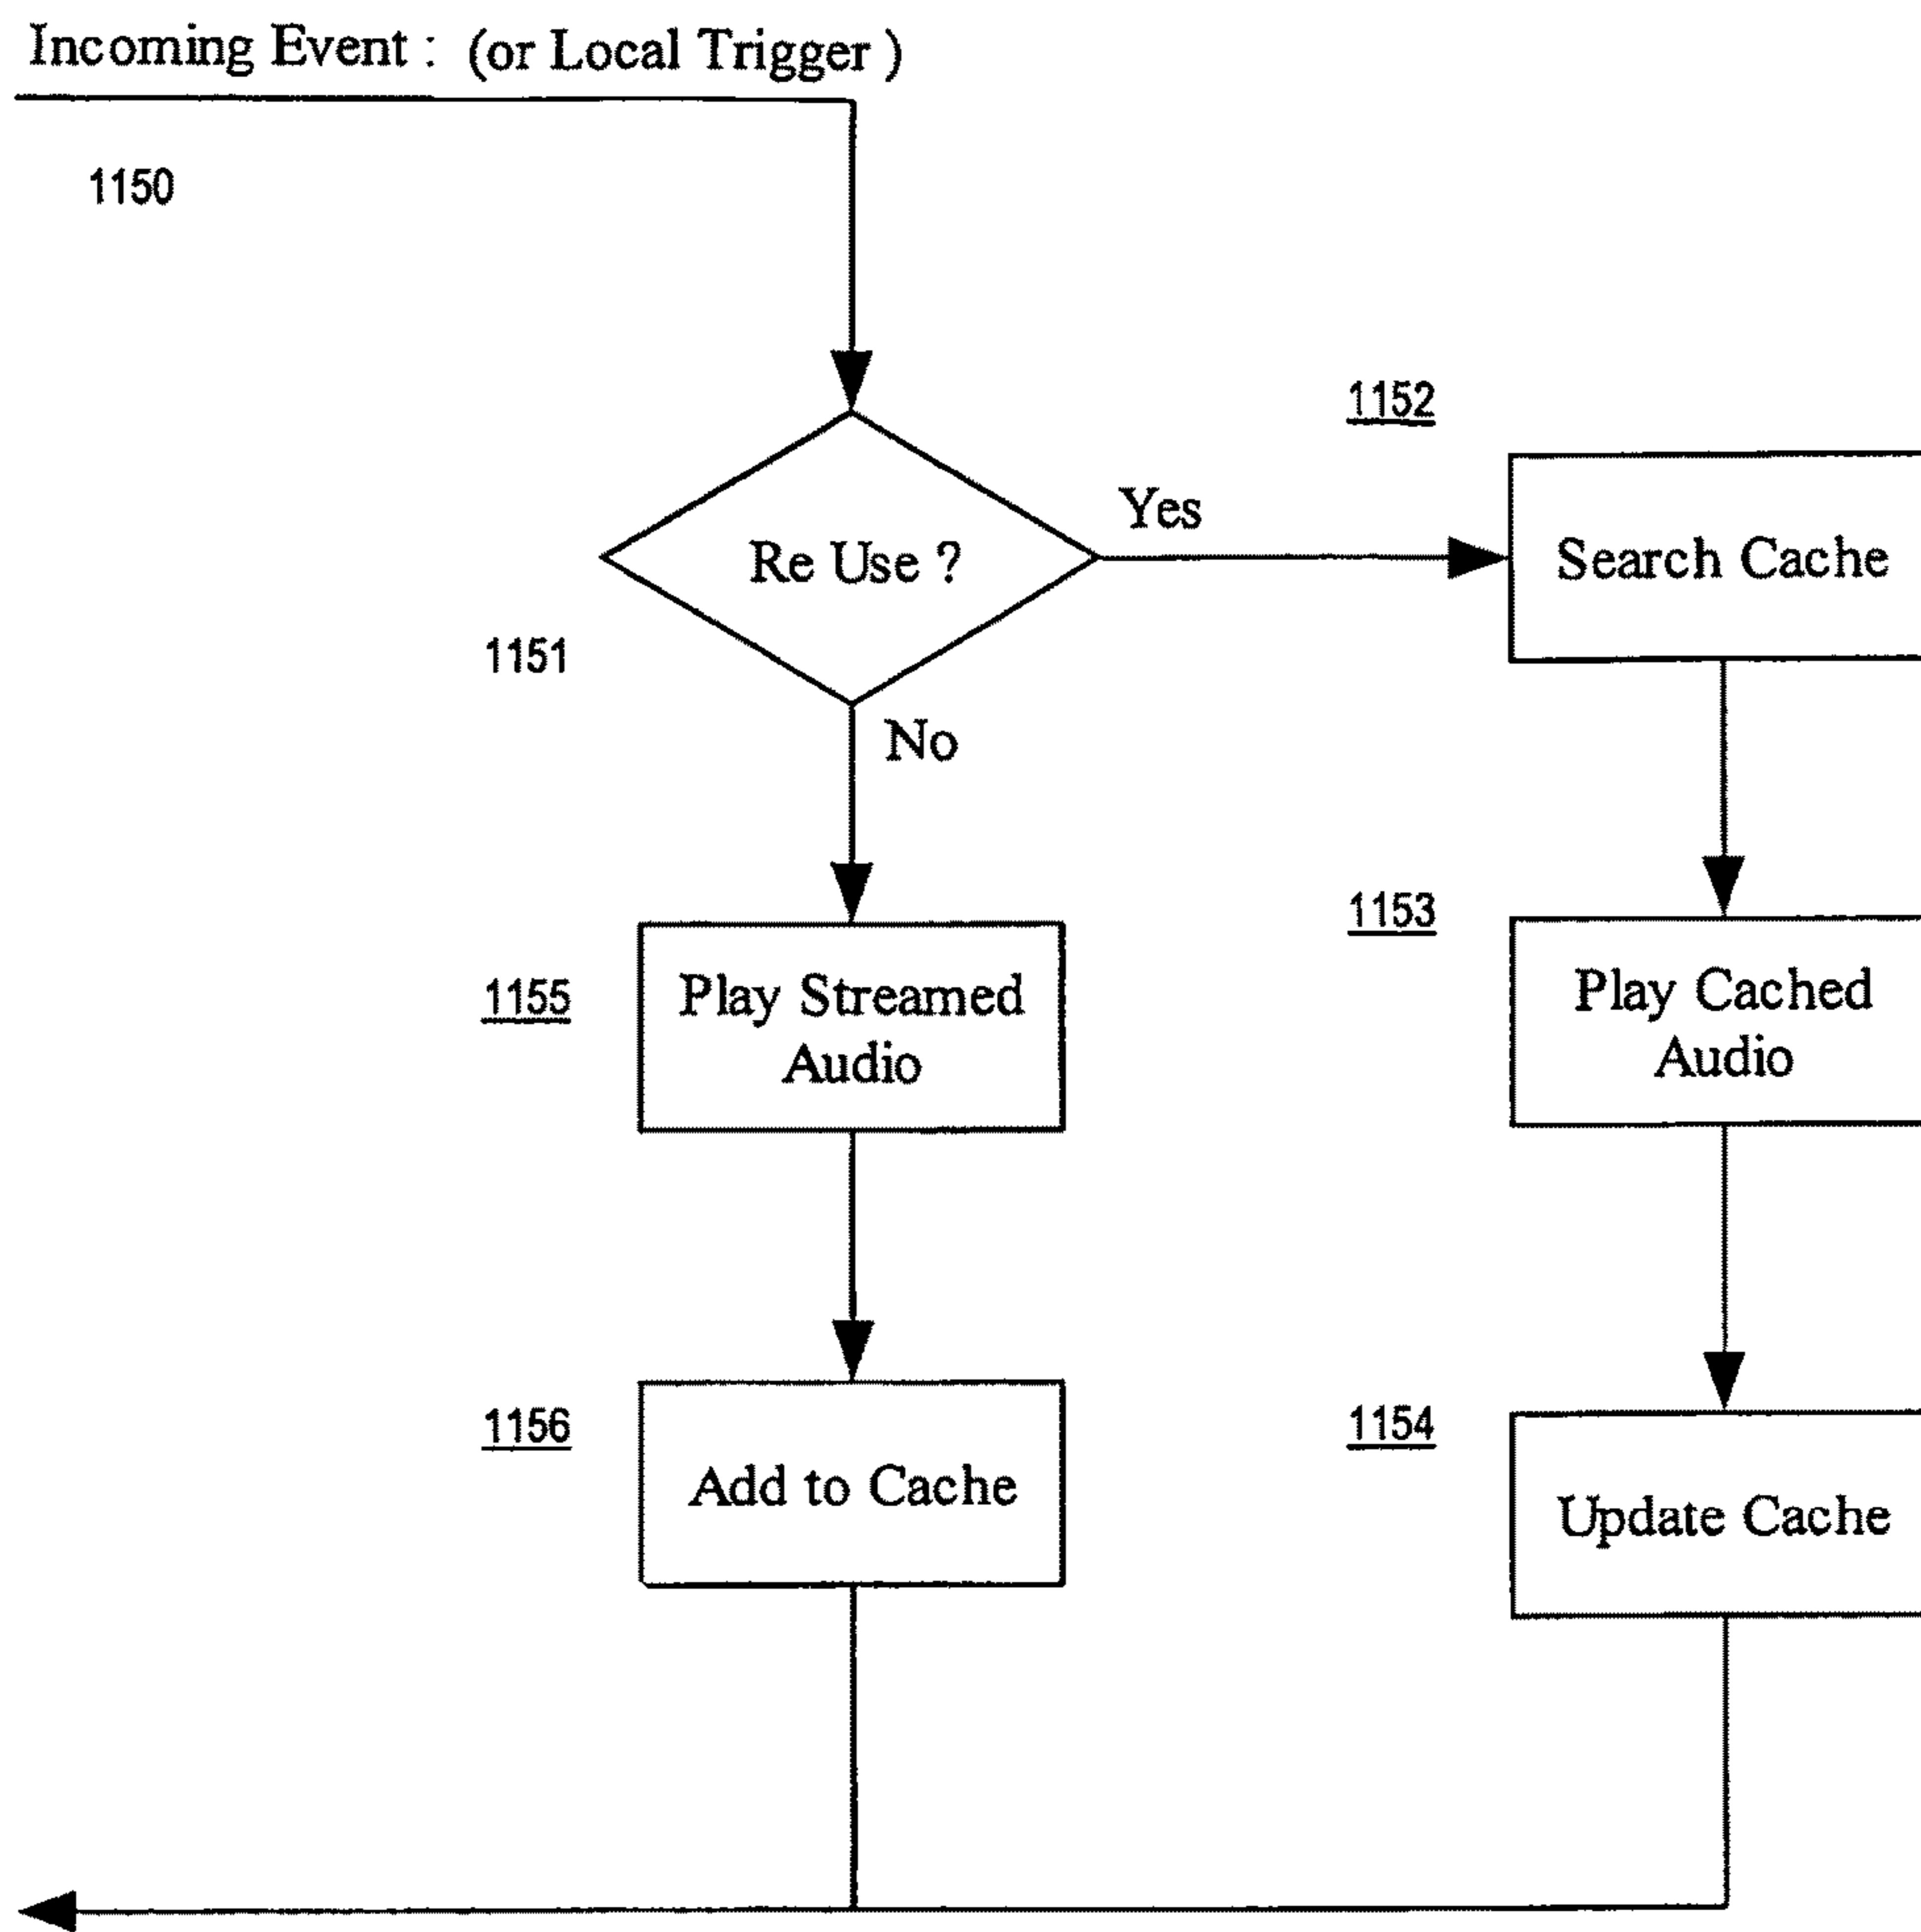 Incoming Event : (or Local Trigger )
1150
1152
Yes
Re Use ?
Search Cache
1151
No
1153
1155
Play Streamed
Audio
Play Cached
Audio
1156
1154
Add to Cache
Update Cache